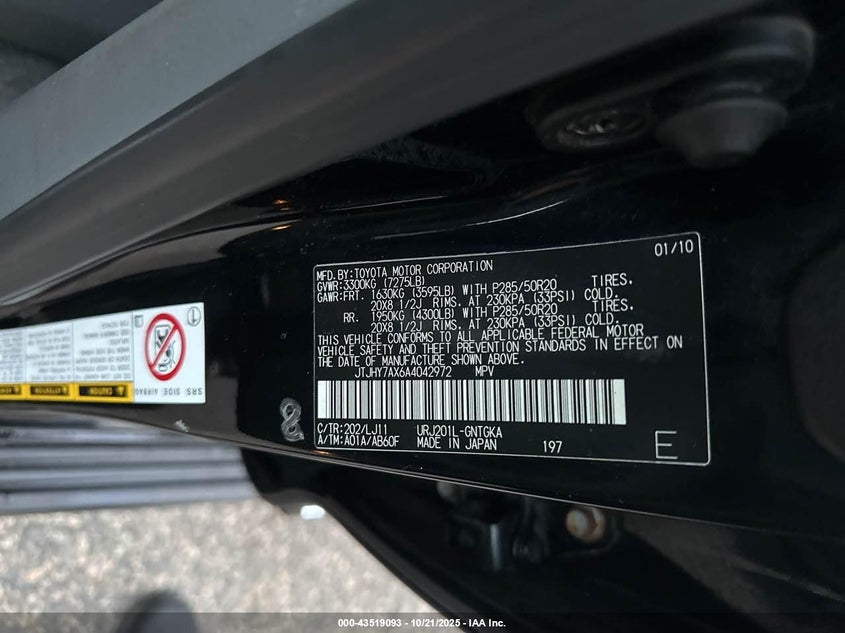 01/10
MFD. BY:TOYOTA MOTOR CORPORATION
GVWR:3300KG (7275LB)
GAWR:FRT. 1630KG (3595LB) WITH P285/50R20 TIRES.
20X8 1/2J RIMS. AT 230KPA (33PSI) COLD.
RR. 1950KG (4300LB) WITH P285/50R20 TIRES.
20X8 1/2J RIMS. AT 230KPA (33PSI) COLD.
THIS VEHICLE CONFORMS TO ALL APPLICABLE FEDERAL MOTOR
VEHICLE SAFETY AND THEFT PREVENTION STANDARDS IN EFFECT ON
THE DATE OF MANUFACTURE SHOWN ABOVE.
JTJHY7AX6A4042972 MPV
C/TR:202/LJ11 URJ201L-GNTGKA
A/TM:A01A/AB60F MADE IN JAPAN 197 E
8
SRS SIDE AIRBAG
000-43519093 - 10/21/2025 - IAA Inc.